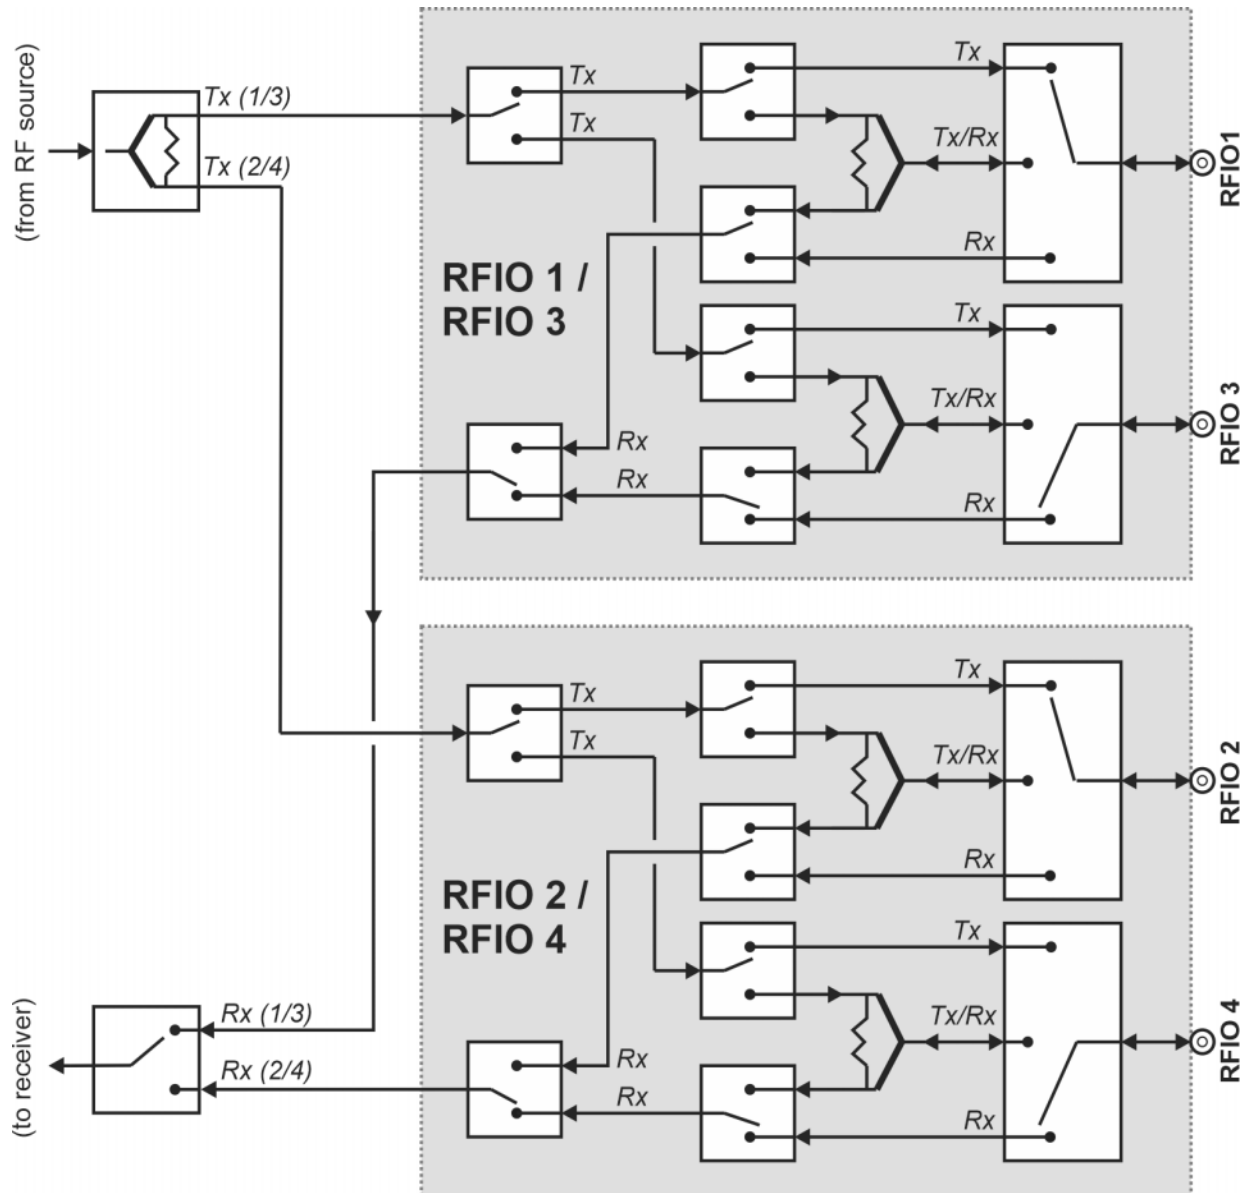 (from RF source)
Tx (1/3)
Tx (2/4)
Tx
Tx
Tx
Tx/Rx
Rx
RFIO1
RFIO 1 /
RFIO 3
Tx
Tx/Rx
Rx
Rx
Rx
RFIO 3
Tx
Tx
Tx
Tx/Rx
Rx
RFIO 2
RFIO 2 /
RFIO 4
Tx
Tx/Rx
Rx
Rx
Rx
RFIO 4
Rx (1/3)
Rx (2/4)
(to receiver)